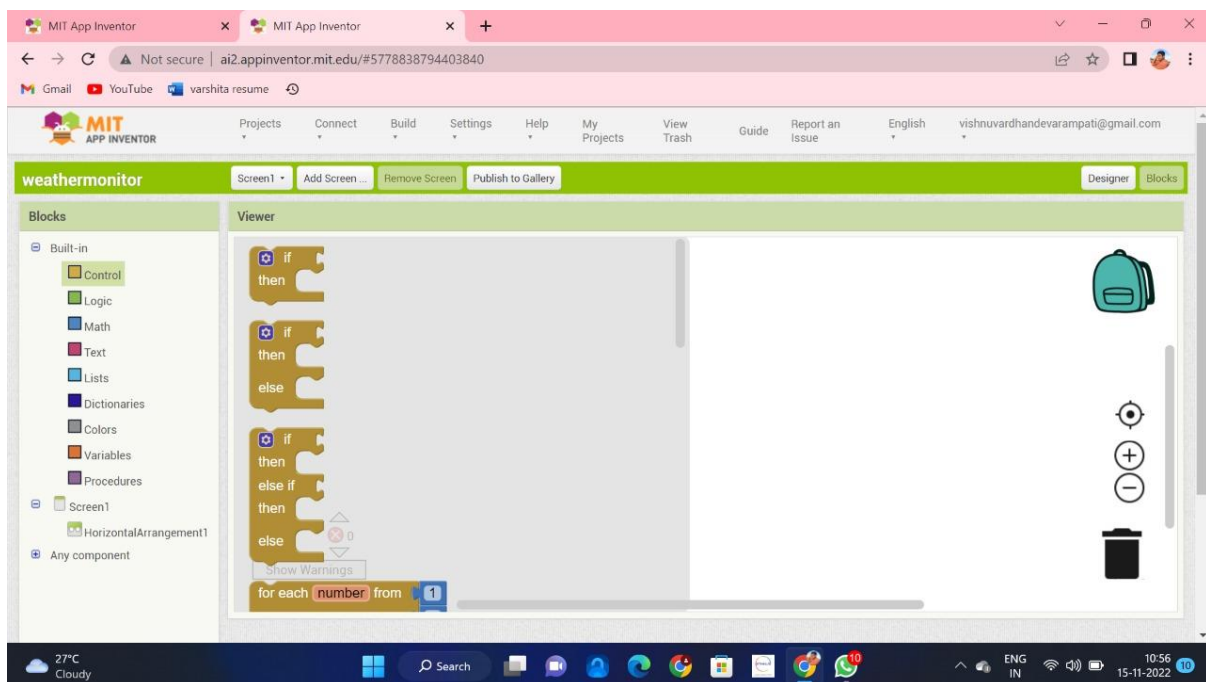 MIT App Inventor
MIT App Inventor
Not secure | ai2.appinventor.mit.edu/#5778838794403840
Gmail YouTube varshita resume
MIT
APP INVENTOR
Projects Connect Build Settings Help My Projects View Trash Guide Report an Issue English vishnuvardhandevarampati@gmail.com
weathermonitor Screen1 Add Screen ... Remove Screen Publish to Gallery Designer Blocks
Blocks Viewer
Built-in
Control
Logic
Math
Text
Lists
Dictionaries
Colors
Variables
Procedures
Screen1
HorizontalArrangement1
Any component
if
then
if
then
else
if
then
else if
then
else
0
Show Warnings
for each number from 1
27°C
Cloudy
Search
10
ENG
IN
10:56
15-11-2022
10